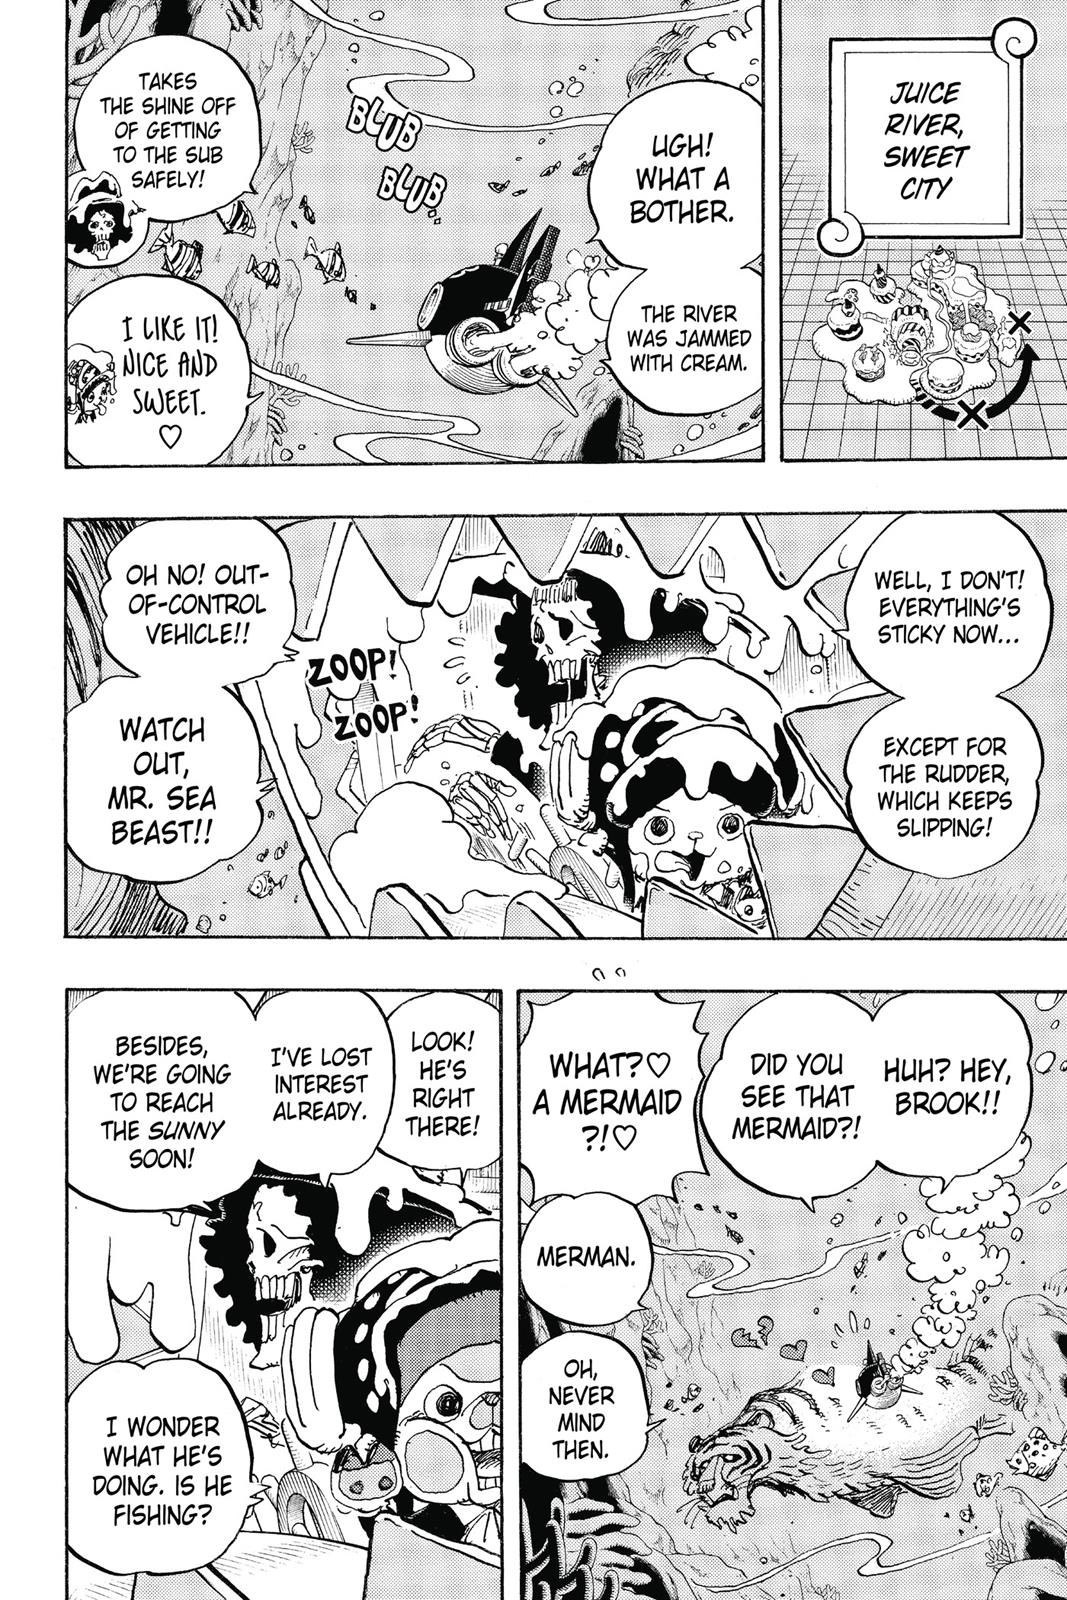 JUICE
RIVER,
SWEET
CITY
UGH!
WHAT A
BOTHER.
THE RIVER
WAS JAMMED
WITH CREAM.
BLUB
BLUB
TAKES
THE SHINE OFF
OF GETTING
TO THE SUB
SAFELY!
I LIKE IT!
NICE AND
SWEET.
♡
WELL, I DON'T!
EVERYTHING'S
STICKY NOW...
EXCEPT FOR
THE RUDDER,
WHICH KEEPS
SLIPPING!
ZOOP!
ZOOP!
OH NO! OUT-
OF-CONTROL
VEHICLE!!
WATCH
OUT,
MR. SEA
BEAST!!
HUH? HEY,
BROOK!!
DID YOU
SEE THAT
MERMAID?!
WHAT?♡
A MERMAID
?!♡
MERMAN.
OH,
NEVER
MIND
THEN.
LOOK!
HE'S
RIGHT
THERE!
I'VE LOST
INTEREST
ALREADY.
BESIDES,
WE'RE GOING
TO REACH
THE SUNNY
SOON!
I WONDER
WHAT HE'S
DOING. IS HE
FISHING?